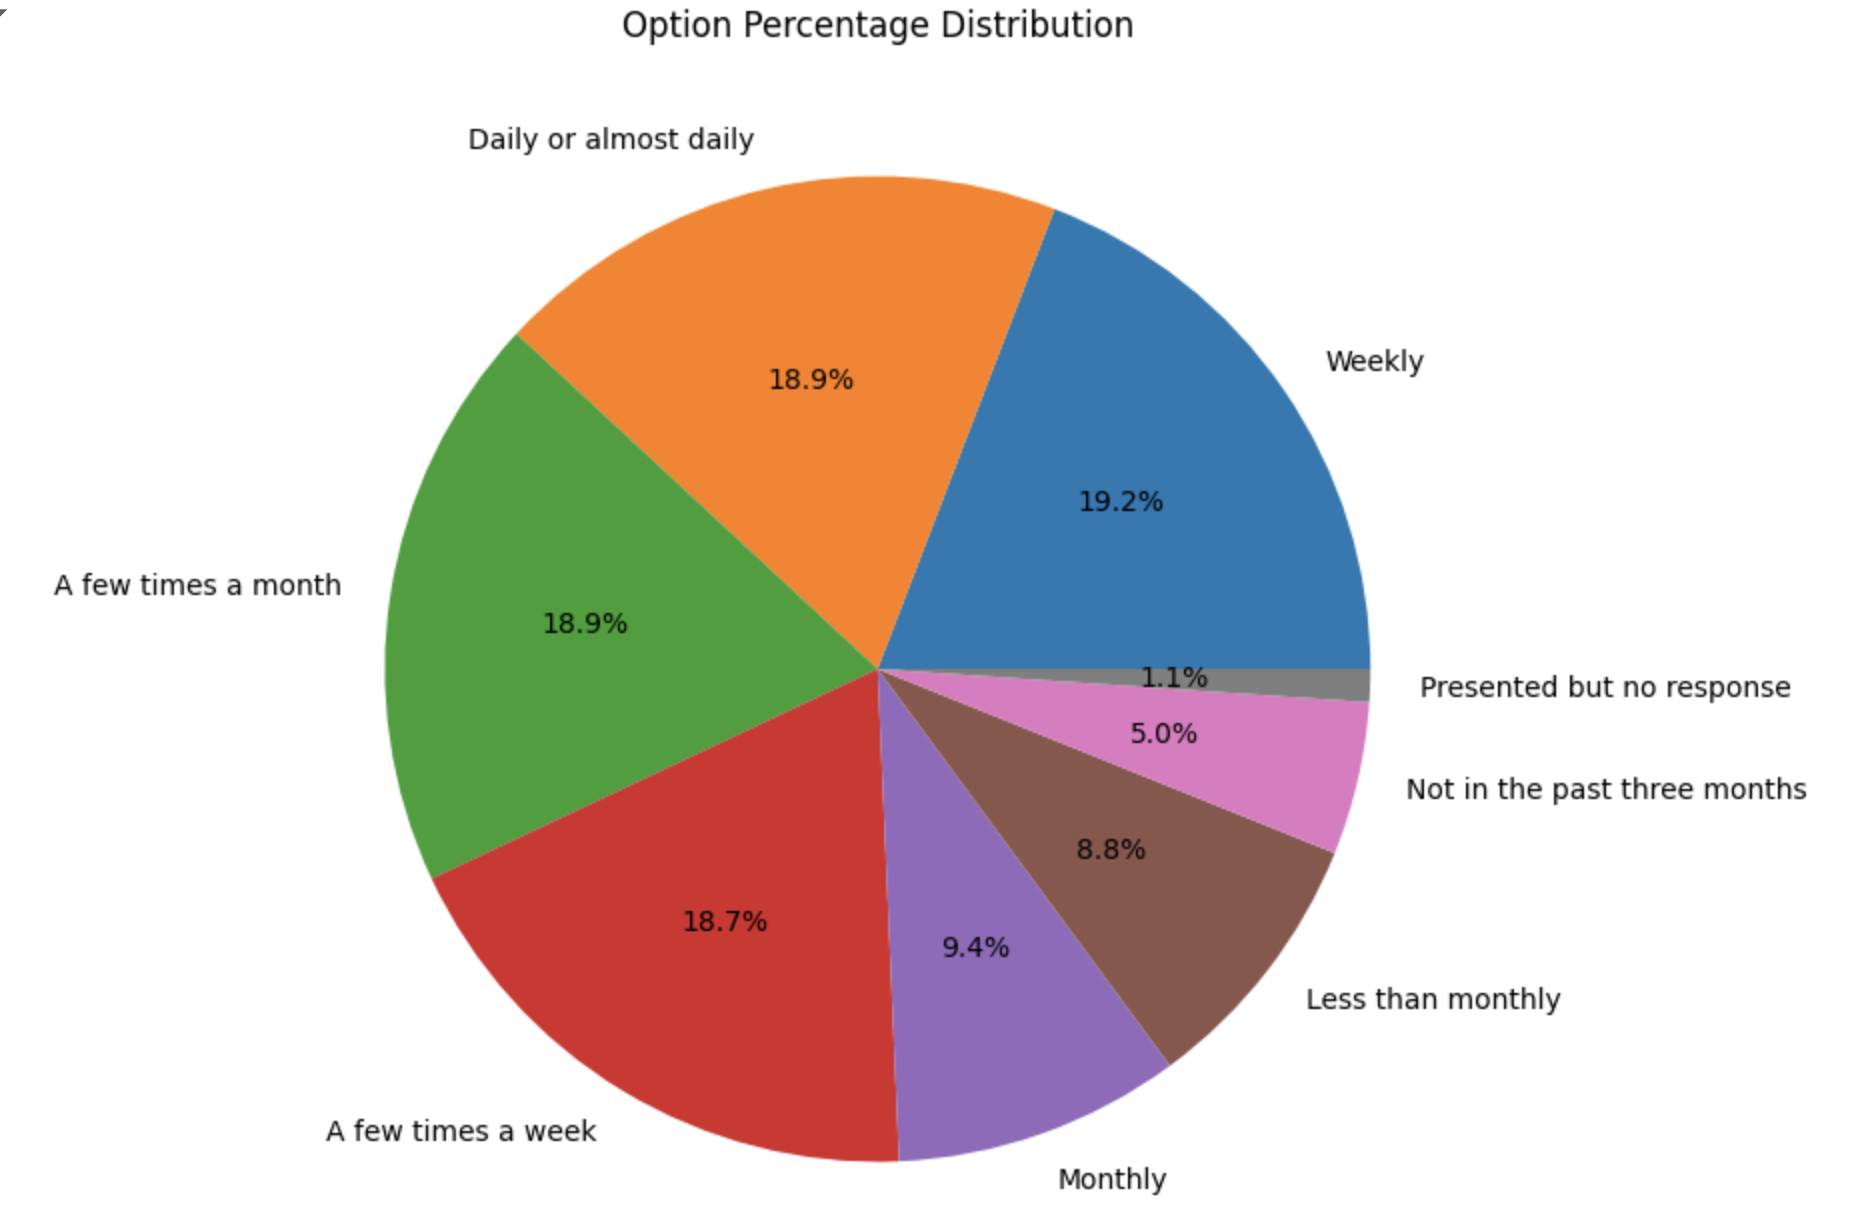 Option Percentage Distribution
Daily or almost daily
Weekly
18.9%
19.2%
A few times a month
18.9%
1.1%
Presented but no response
5.0%
Not in the past three months
8.8%
18.7%
9.4%
Less than monthly
A few times a week
Monthly